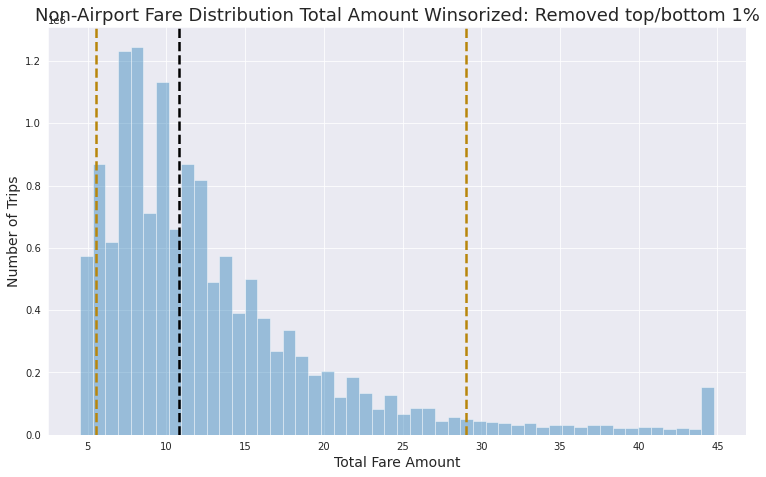 Non-Airport Fare Distribution Total Amount Winsorized: Removed top/bottom 1%
1e6
1.2
1.0
0.8
0.6
0.4
0.2
0.0
Number of Trips
5 10 15 20 25 30 35 40 45
Total Fare Amount